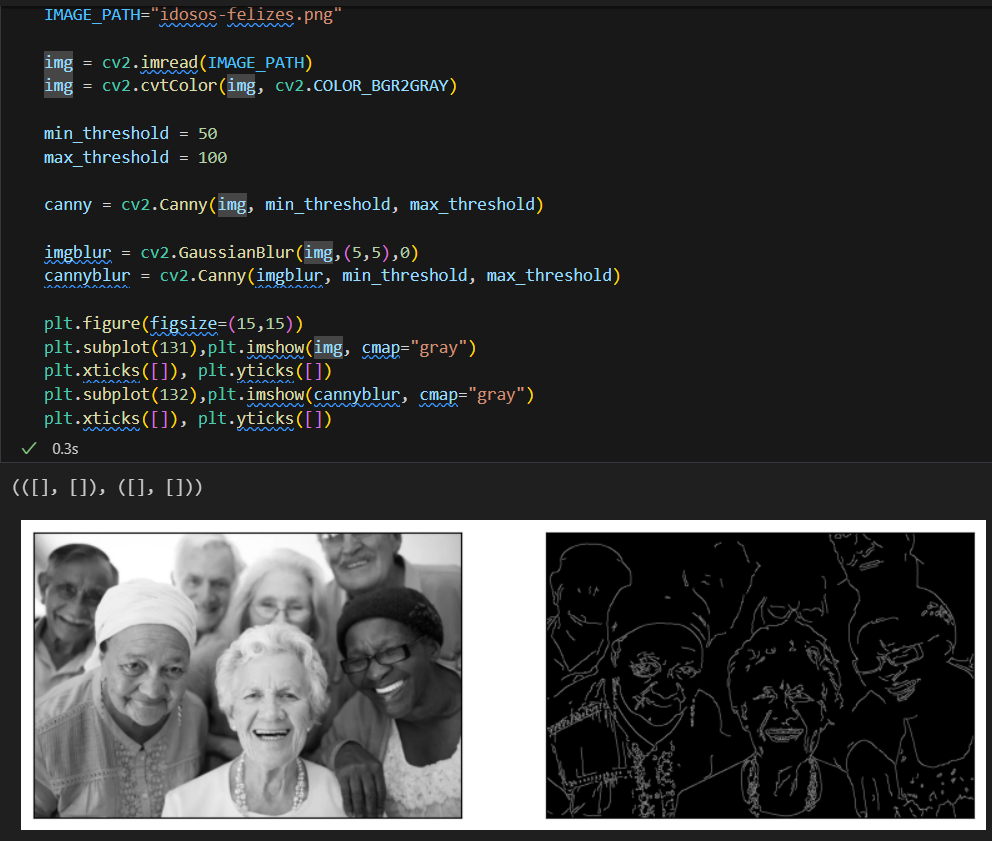 IMAGE_PATH="idosos-felizes.png"
img = cv2.imread(IMAGE_PATH)
img = cv2.cvtColor(img, cv2.COLOR_BGR2GRAY)
min_threshold = 50
max_threshold = 100
canny = cv2.Canny(img, min_threshold, max_threshold)
imgblur = cv2.GaussianBlur(img,(5,5),0)
cannyblur = cv2.Canny(imgblur, min_threshold, max_threshold)
plt.figure(figsize=(15,15))
plt.subplot(131),plt.imshow(img, cmap="gray")
plt.xticks([]), plt.yticks([])
plt.subplot(132),plt.imshow(cannyblur, cmap="gray")
plt.xticks([]), plt.yticks([])
0.3s
(([], []), ([], []))